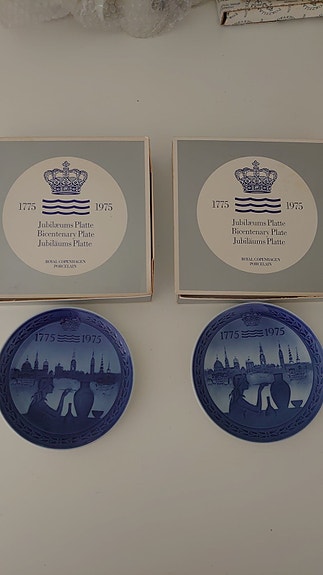 1775 1975
Jubilæums Platte
Bicentenary Plate
Jubiläums Platte
ROYAL COPENHAGEN
PORCELAIN
1775 1975
Jubilæums Platte
Bicentenary Plate
Jubiläums Platte
ROYAL COPENHAGEN
PORCELAIN
1775 1975
1775 1975